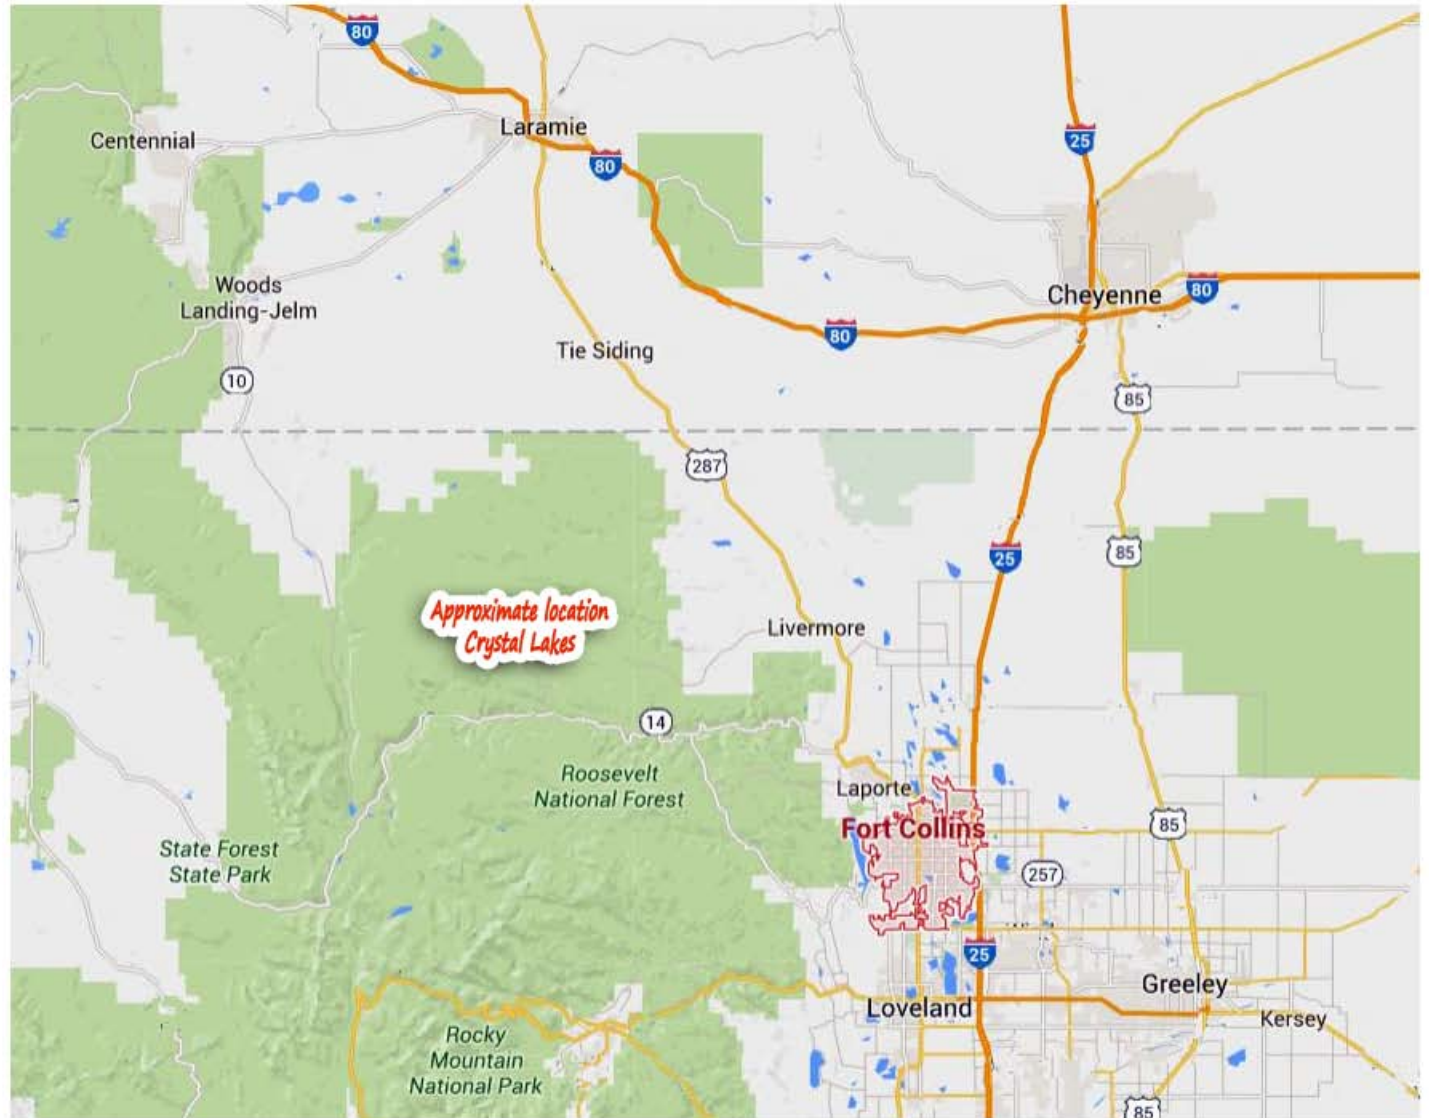 80
Laramie
Centennial
80
25
Woods
Landing-Jelm
Cheyenne
80
80
Tie Siding
10
85
287
25
85
Approximate location
Crystal Lakes
Livermore
14
Roosevelt
National Forest
Laporte
Fort Collins
85
State Forest
State Park
257
25
Greeley
Loveland
Kersey
Rocky
Mountain
National Park
85